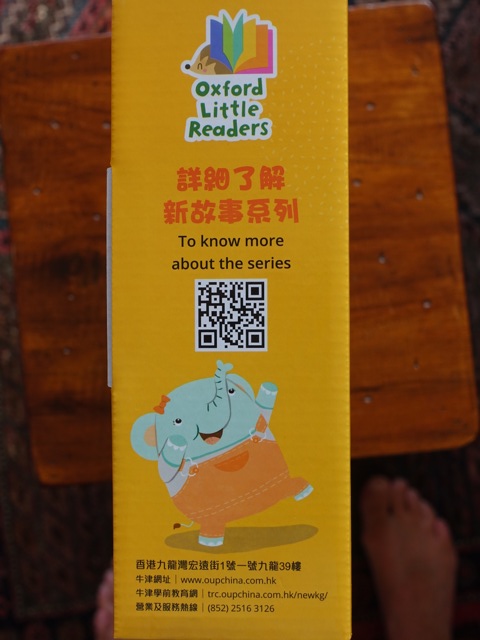 Oxford
Little
Readers
詳細了解
新故事系列
To know more
about the series
香港九龍灣宏遠街1號一號九龍39樓
牛津網址｜www.oupchina.com.hk
牛津學前教育網｜trc.oupchina.com.hk/newkg/
營業及服務熱線｜(852) 2516 3126